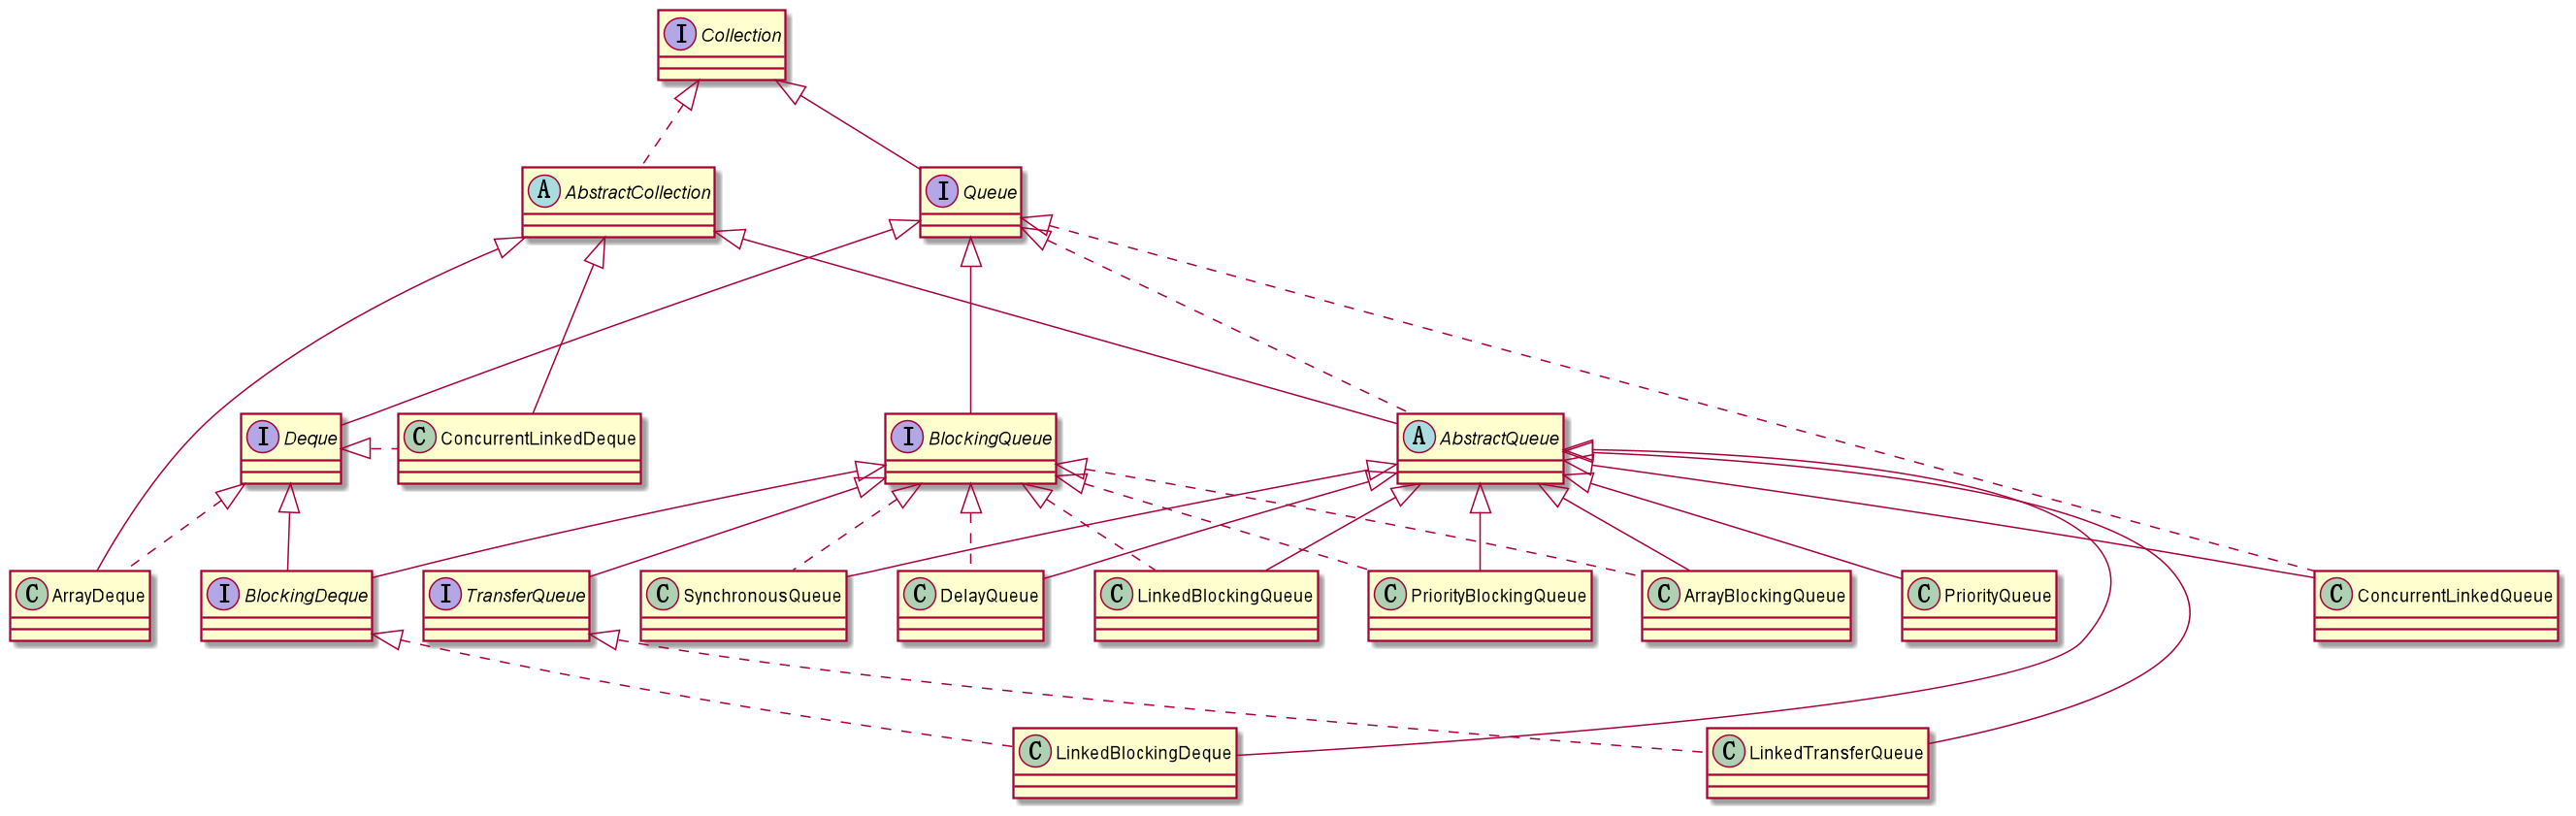 I Collection
A AbstractCollection
I Queue
I Deque
C ConcurrentLinkedDeque
I BlockingQueue
A AbstractQueue
C ArrayDeque
I BlockingDeque
I TransferQueue
C SynchronousQueue
C DelayQueue
C LinkedBlockingQueue
C PriorityBlockingQueue
C ArrayBlockingQueue
C PriorityQueue
C ConcurrentLinkedQueue
C LinkedBlockingDeque
C LinkedTransferQueue